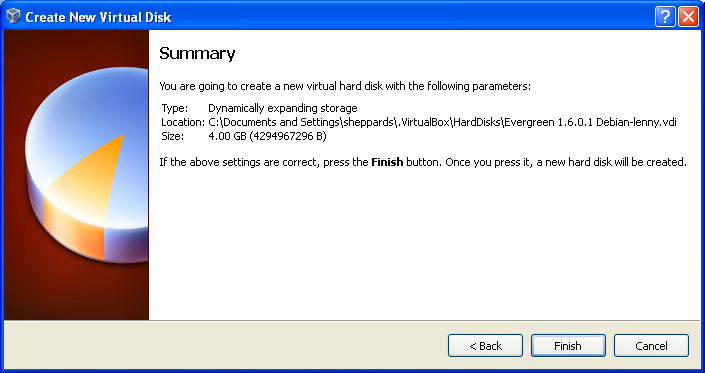 Create New Virtual Disk
Summary
You are going to create a new virtual hard disk with the following parameters:
Type: Dynamically expanding storage
Location: C:\Documents and Settings\sheppards\.VirtualBox\HardDisks\Evergreen 1.6.0.1 Debian-lenny.vdi
Size: 4.00 GB (4294967296 B)
If the above settings are correct, press the Finish button. Once you press it, a new hard disk will be created.
< Back Finish Cancel